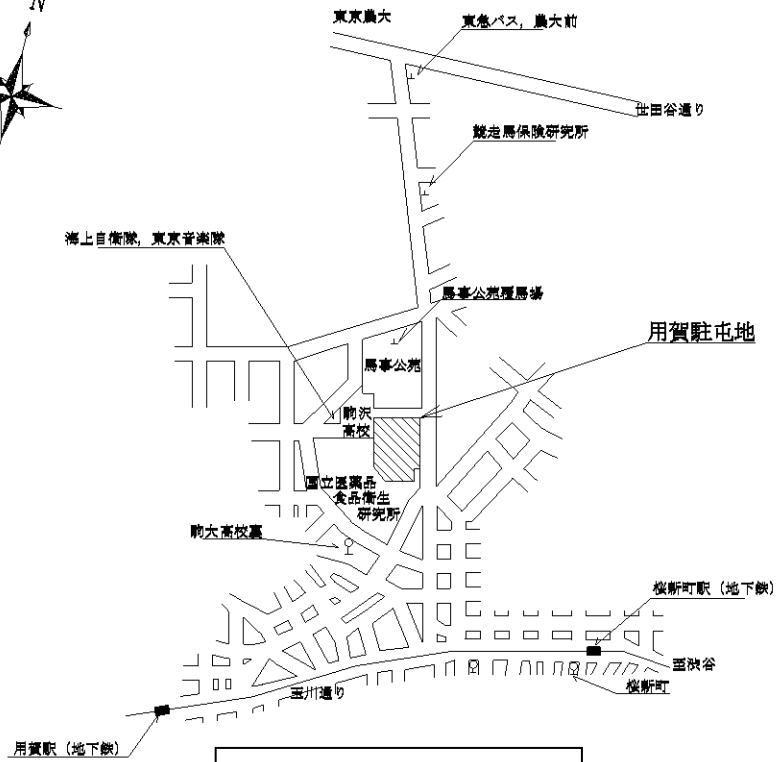 N
東京農大
東急バス，農大前
世田谷通り
競走馬保険研究所
海上自衛隊，東京音楽隊
馬事公苑種馬場
用賀駐屯地
馬事公苑
駒沢
高校
国立医薬品
食品衛生
研究所
駒大高校裏
桜新町駅（地下鉄）
至渋谷
桜新町
玉川通り
用賀駅（地下鉄）